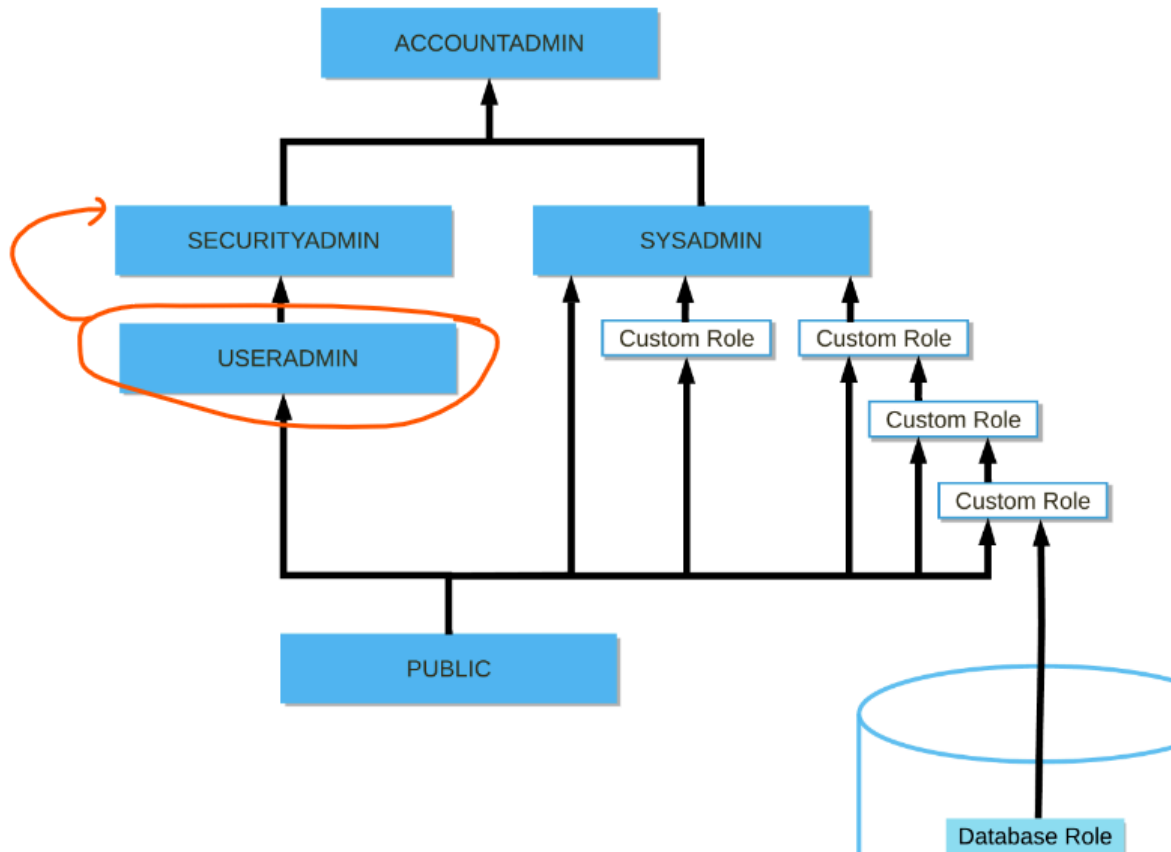 ACCOUNTADMIN
SECURITYADMIN
SYSADMIN
USERADMIN
Custom Role
Custom Role
Custom Role
Custom Role
PUBLIC
Database Role